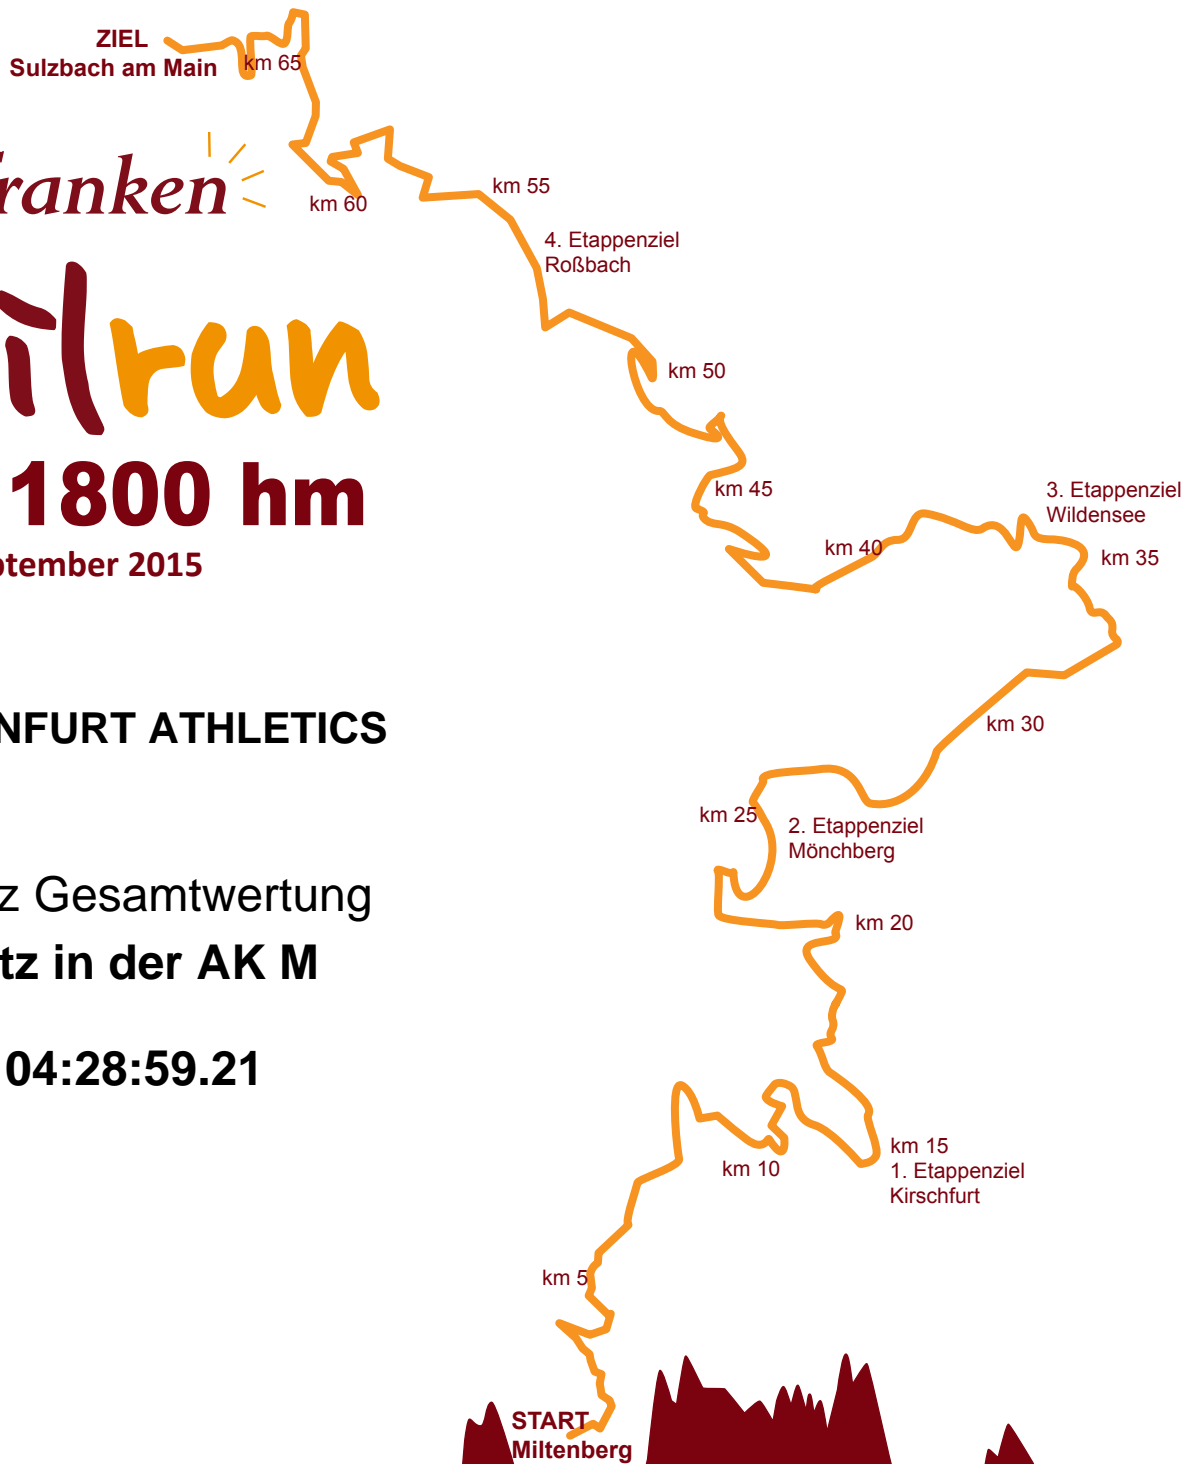 ZIEL
Sulzbach am Main
km 65
ranken
km 60
km 55
4. Etappenziel
Roßbach
ilrun
km 50
1800 hm
km 45
3. Etappenziel
Wildensee
ptember 2015
km 40
km 35
NFURT ATHLETICS
km 30
km 25
2. Etappenziel
Mönchberg
z Gesamtwertung
km 20
tz in der AK M
04:28:59.21
km 15
1. Etappenziel
Kirschfurt
km 10
km 5
START
Miltenberg